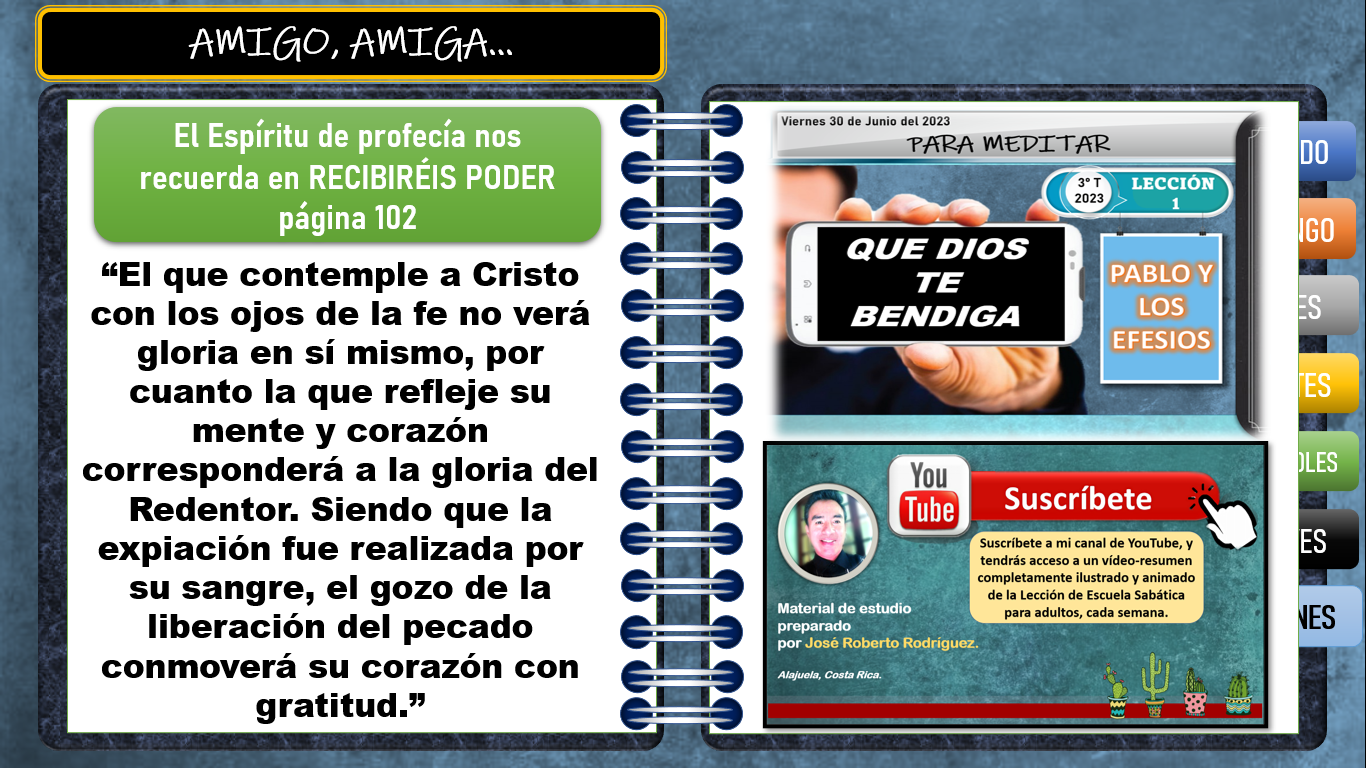 AMIGO, AMIGA...
El Espíritu de profecía nos
recuerda en RECIBIRÉIS PODER
página 102
“El que contemple a Cristo
con los ojos de la fe no verá
gloria en sí mismo, por
cuanto la que refleje su
mente y corazón
corresponderá a la gloria del
Redentor. Siendo que la
expiación fue realizada por
su sangre, el gozo de la
liberación del pecado
conmoverá su corazón con
gratitud.”
Viernes 30 de Junio del 2023
PARA MEDITAR
3° T
2023
LECCIÓN
1
QUE DIOS
TE
BENDIGA
PABLO Y
LOS
EFESIOS
You
Tube
Suscríbete
Suscríbete a mi canal de YouTube, y
tendrás acceso a un vídeo-resumen
completamente ilustrado y animado
de la Lección de Escuela Sabática
para adultos, cada semana.
Material de estudio
preparado
por José Roberto Rodríguez.
Alajuela, Costa Rica.
DO
NGO
ES
TES
OLES
ES
NES